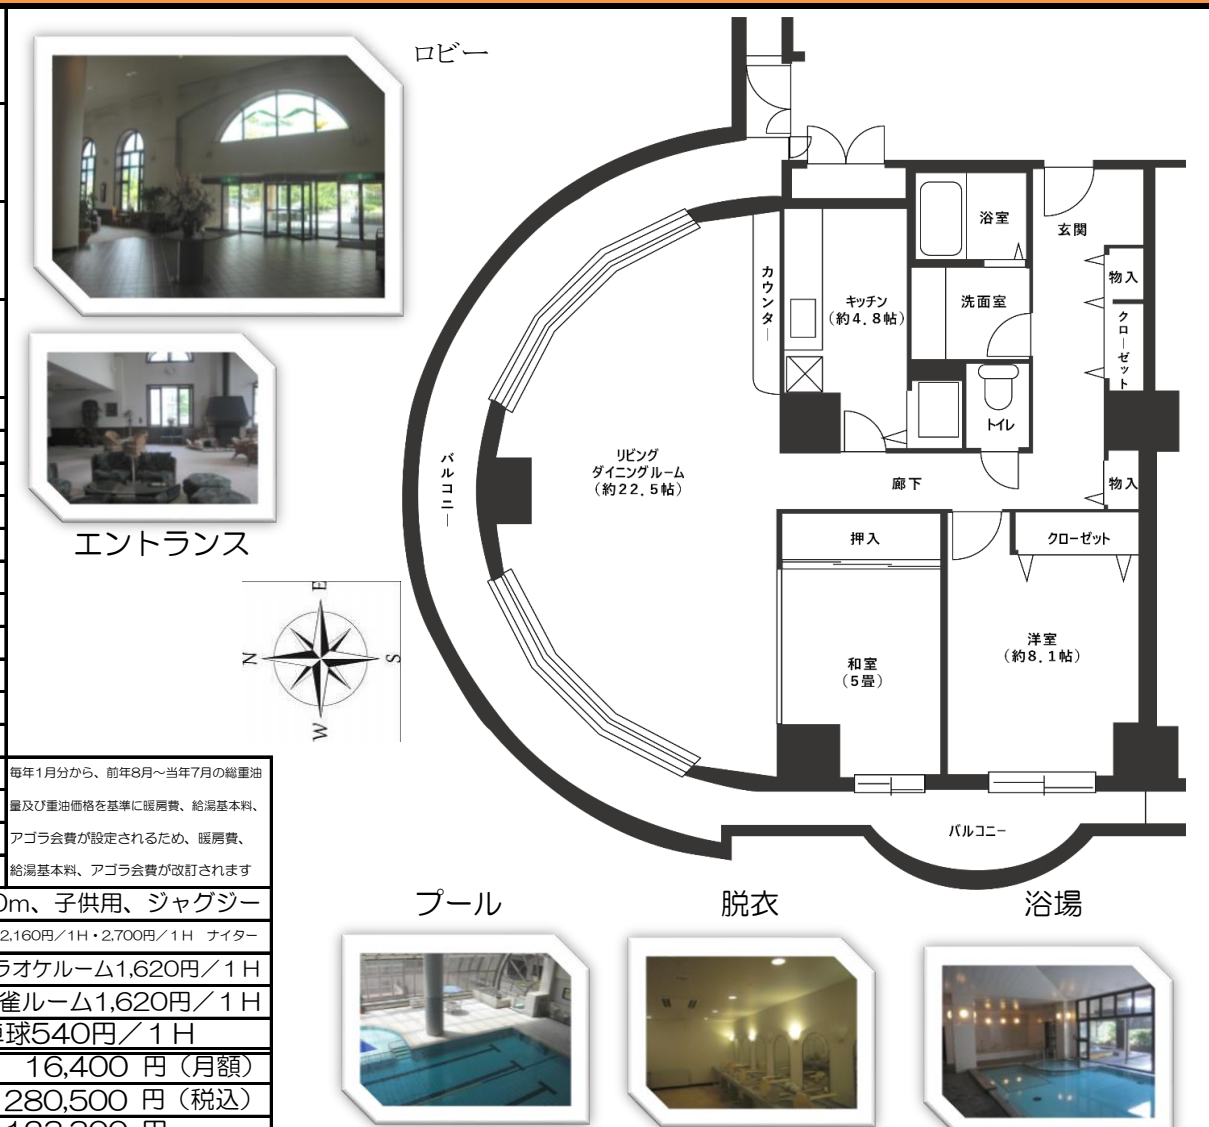 ロビー
エントランス
E
N
S
W
浴室
玄関
物入
カウンター
キッチン
(約4.8帖)
洗面室
クローゼット
トイレ
バルコニー
リビング
ダイニングルーム
(約22.5帖)
廊下
物入
押入
クローゼット
和室
(5畳)
洋室
(約8.1帖)
バルコニー
毎年1月分から、前年8月～当年7月の総重油
量及び重油価格を基準に暖房費、給湯基本料、
アゴラ会費が設定されるため、暖房費、
給湯基本料、アゴラ会費が改訂されます
0m、子供用、ジャグジー
2,160円／1H・2,700円／1H ナイター
ラオケルーム1,620円／1H
雀ルーム1,620円／1H
卓球540円／1H
16,400 円（月額）
280,500 円（税込）
プール
脱衣
浴場